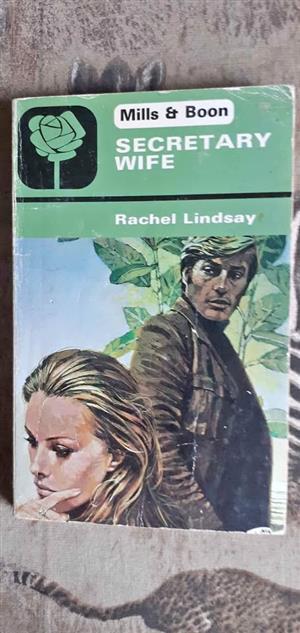 Mills & Boon
SECRETARY
WIFE
Rachel Lindsay